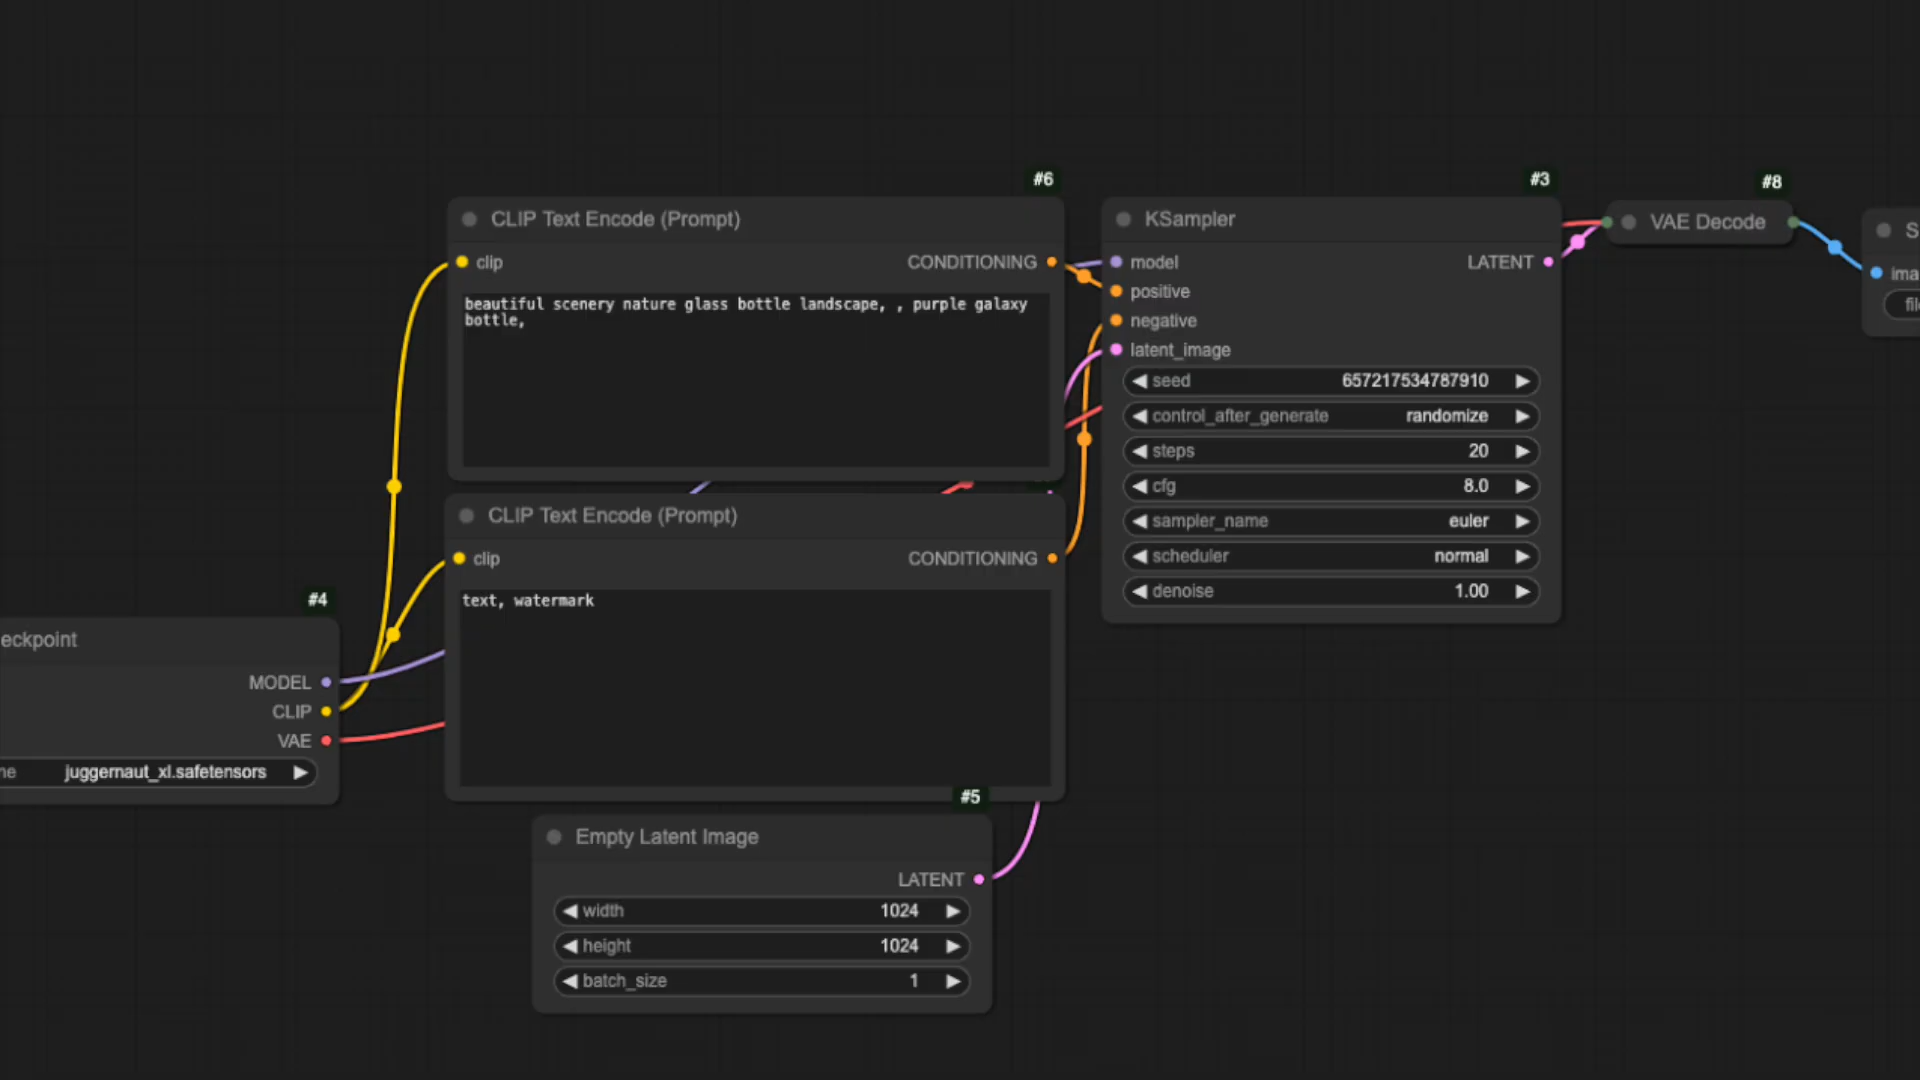 #6
CLIP Text Encode (Prompt)
clip
CONDITIONING
beautiful scenery nature glass bottle landscape, , purple galaxy
bottle,
CLIP Text Encode (Prompt)
clip
CONDITIONING
text, watermark
#4
eckpoint
MODEL
CLIP
VAE
me juggernaut_xl.safetensors
#5
Empty Latent Image
LATENT
width 1024
height 1024
batch_size 1
#3
KSampler
model LATENT
positive
negative
latent_image
seed 657217534787910
control_after_generate randomize
steps 20
cfg 8.0
sampler_name euler
scheduler normal
denoise 1.00
#8
VAE Decode
S
ima